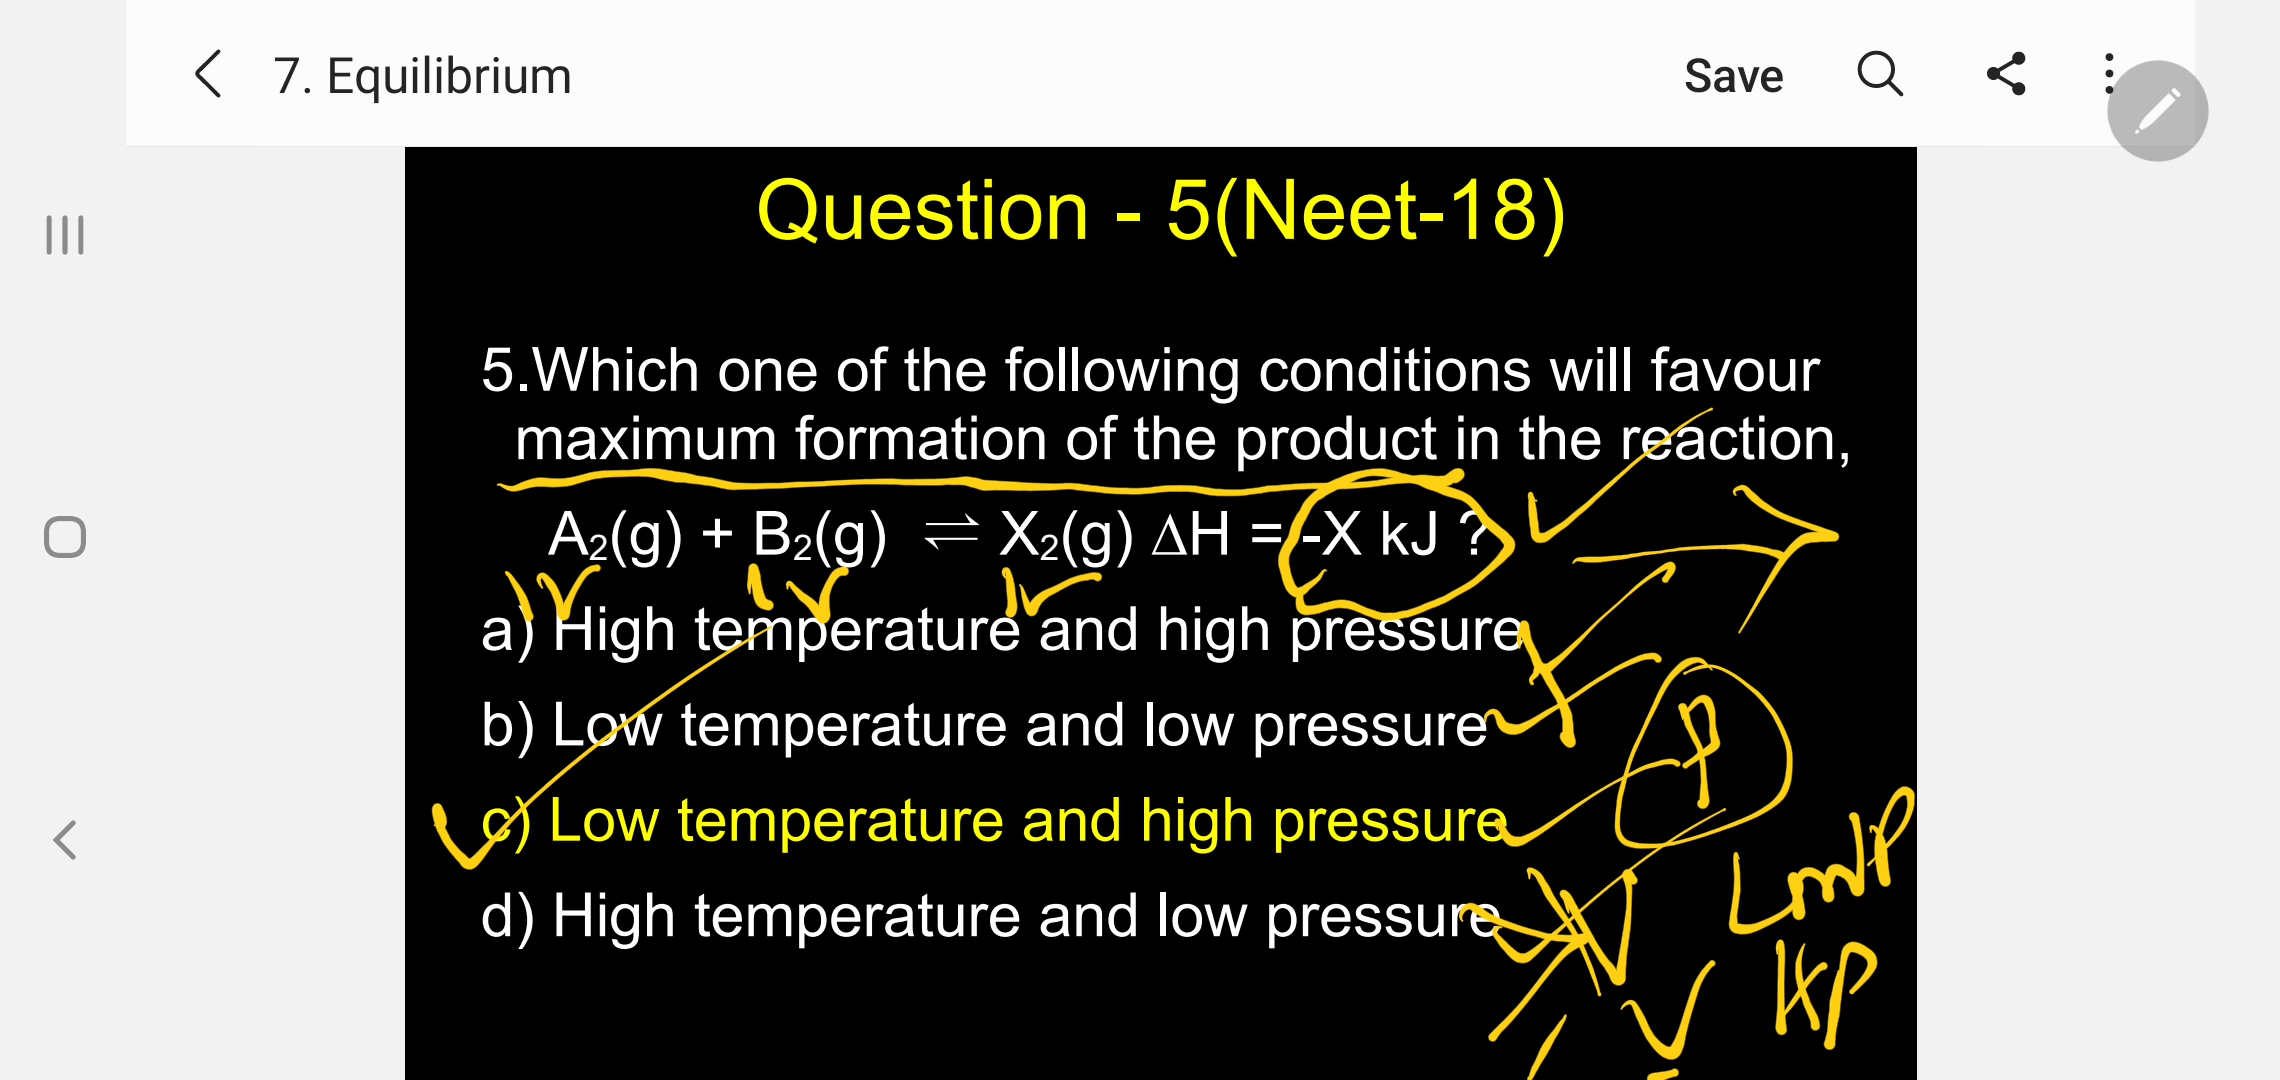 7. Equilibrium
Save
Question - 5(Neet-18)
5.Which one of the following conditions will favour
maximum formation of the product in the reaction,
A₂(g) + B₂(g) ⇌ X₂(g) ΔH = -X kJ ?
a) High temperature and high pressure
b) Low temperature and low pressure
P
c) Low temperature and high pressure
d) High temperature and low pressure
HP